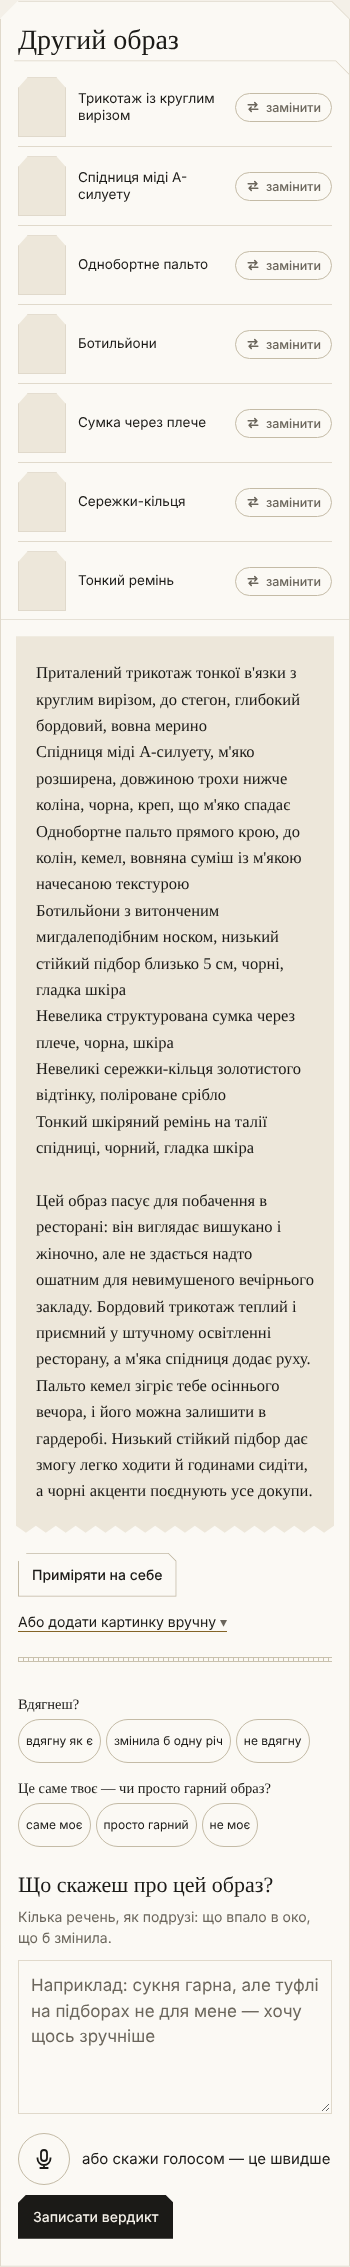 Другий образ
Трикотаж із круглим
вирізом
замінити
Спідниця міді А-
силуету
замінити
Однобортне пальто
замінити
Ботильйони
замінити
Сумка через плече
замінити
Сережки-кільця
замінити
Тонкий ремінь
замінити
Приталений трикотаж тонкої в'язки з
круглим вирізом, до стегон, глибокий
бордовий, вовна мерино
Спідниця міді А-силуету, м'яко
розширена, довжиною трохи нижче
коліна, чорна, креп, що м'яко спадає
Однобортне пальто прямого крою, до
колін, кемел, вовняна суміш із м'якою
начесаною текстурою
Ботильйони з витонченим
мигдалеподібним носком, низький
стійкий підбор близько 5 см, чорні,
гладка шкіра
Невелика структурована сумка через
плече, чорна, шкіра
Невеликі сережки-кільця золотистого
відтінку, поліроване срібло
Тонкий шкіряний ремінь на талії
спідниці, чорний, гладка шкіра
Цей образ пасує для побачення в
ресторані: він виглядає вишукано і
жіночно, але не здається надто
ошатним для невимушеного вечірнього
закладу. Бордовий трикотаж теплий і
приємний у штучному освітленні
ресторану, а м'яка спідниця додає руху.
Пальто кемел зігріє тебе осіннього
вечора, і його можна залишити в
гардеробі. Низький стійкий підбор дає
змогу легко ходити й годинами сидіти,
а чорні акценти поєднують усе докупи.
Приміряти на себе
Або додати картинку вручну ▾
Вдягнеш?
вдягну як є
змінила б одну річ
не вдягну
Це саме твоє — чи просто гарний образ?
саме моє
просто гарний
не моє
Що скажеш про цей образ?
Кілька речень, як подрузі: що впало в око,
що б змінила.
Наприклад: сукня гарна, але туфлі
на підборах не для мене — хочу
щось зручніше
або скажи голосом — це швидше
Записати вердикт